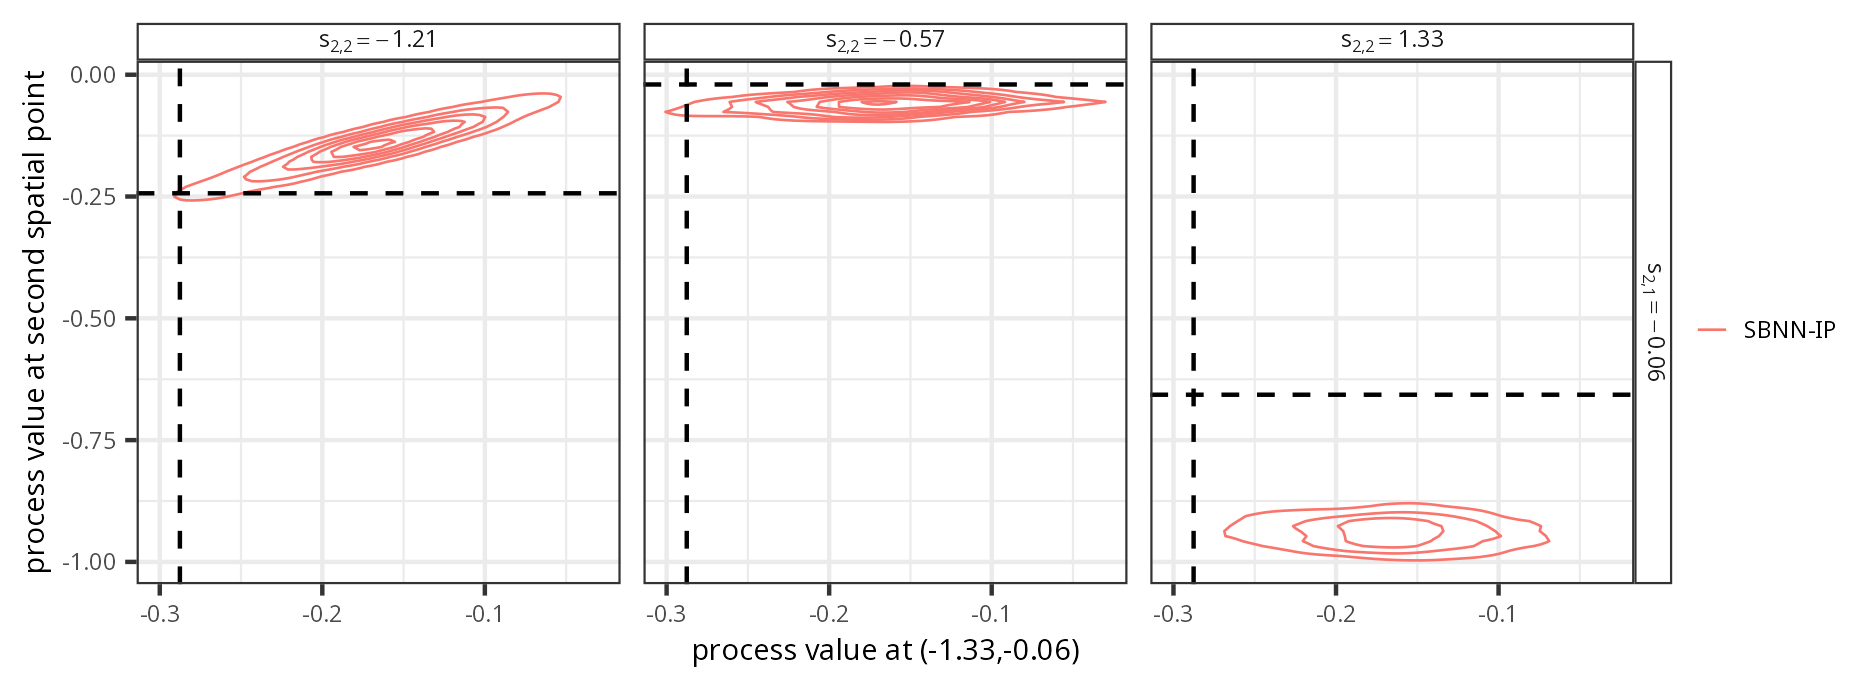 s2,2 = −1.21
s2,2 = −0.57
s2,2 = 1.33
process value at second spatial point
0.00
-0.25
-0.50
-0.75
-1.00
s2,1 = −0.06
SBNN-IP
-0.3 -0.2 -0.1
-0.3 -0.2 -0.1
-0.3 -0.2 -0.1
process value at (-1.33,-0.06)